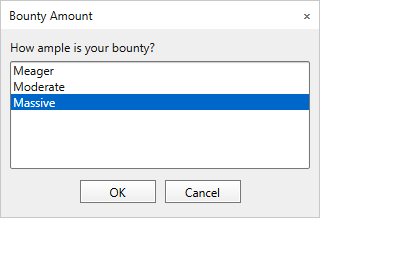 Bounty Amount
How ample is your bounty?
Meager
Moderate
Massive
OK
Cancel